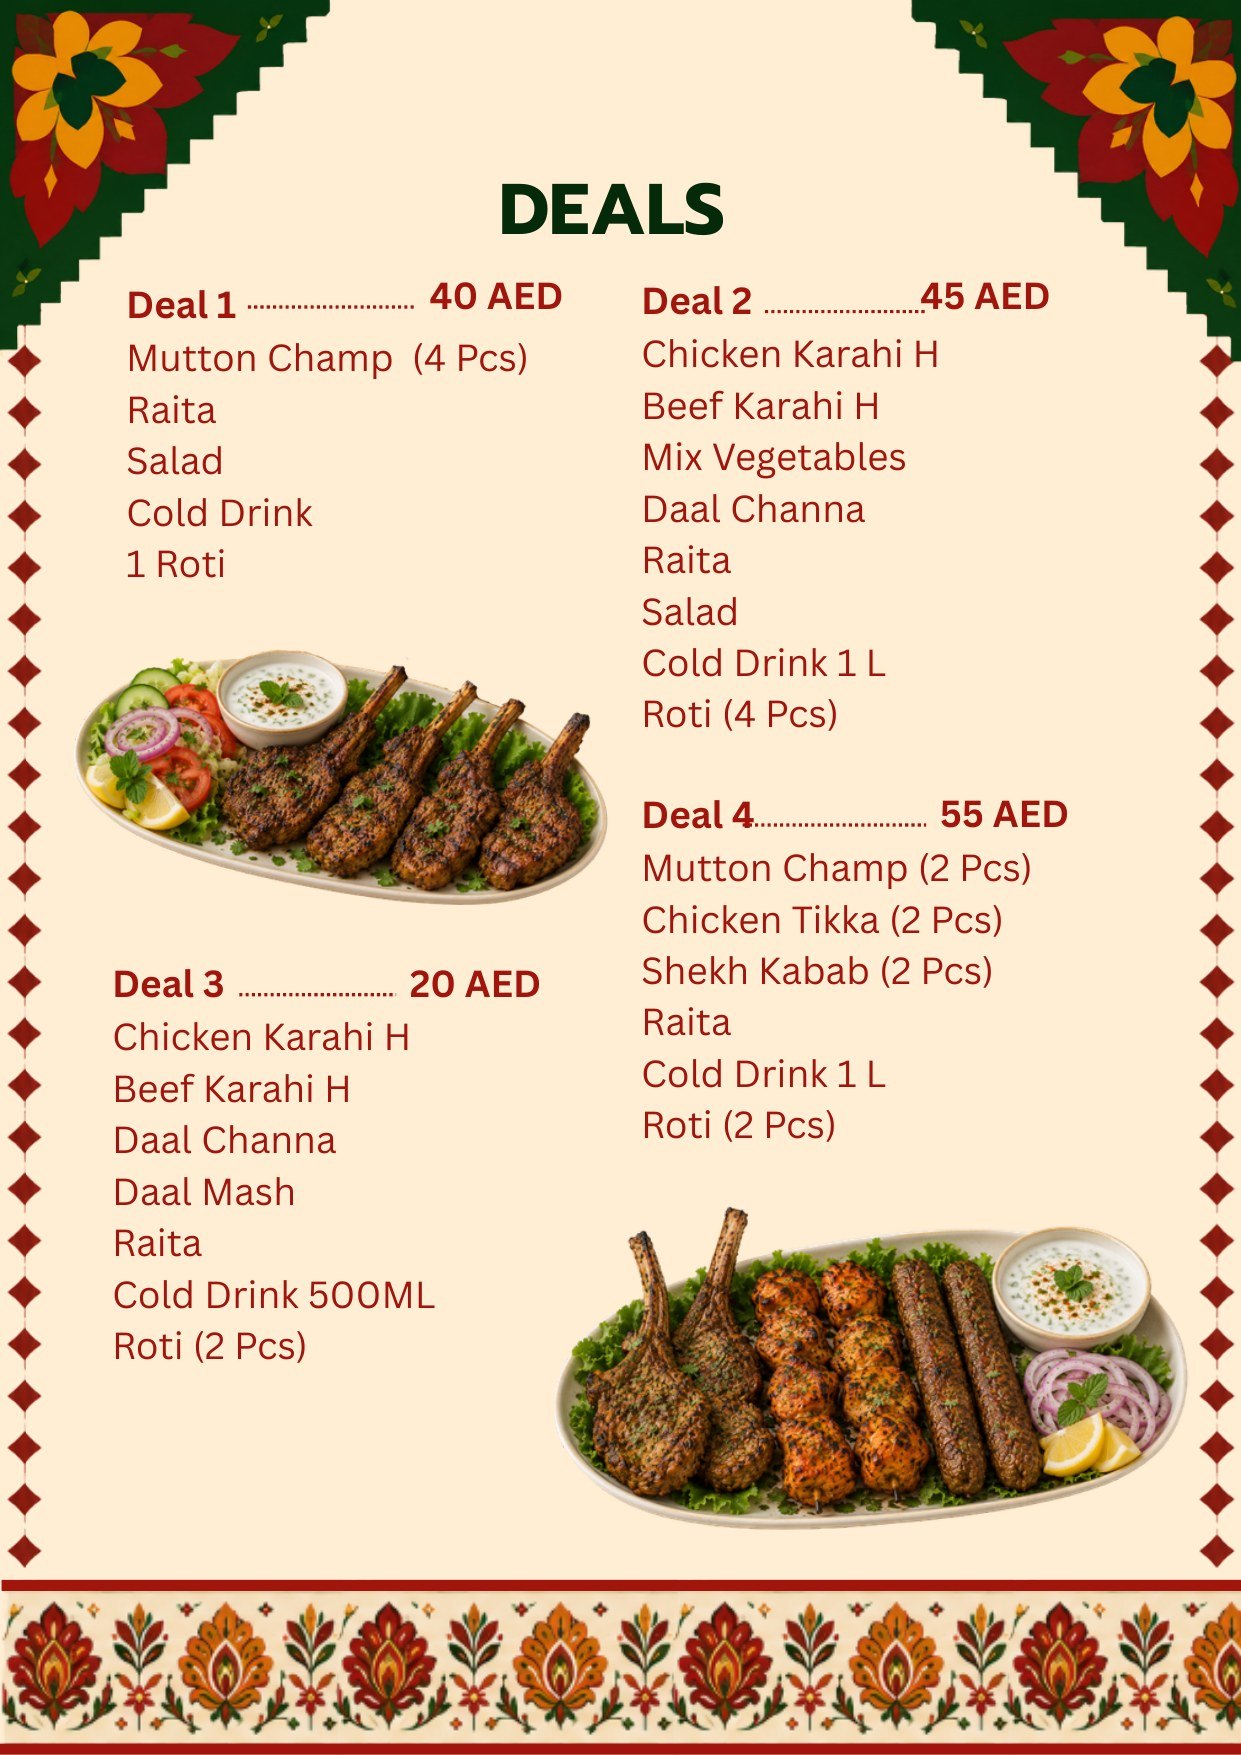 DEALS
Deal 1 ........................... 40 AED
Mutton Champ (4 Pcs)
Raita
Salad
Cold Drink
1 Roti
Deal 2 ..........................45 AED
Chicken Karahi H
Beef Karahi H
Mix Vegetables
Daal Channa
Raita
Salad
Cold Drink 1 L
Roti (4 Pcs)
Deal 3 .......................... 20 AED
Chicken Karahi H
Beef Karahi H
Daal Channa
Daal Mash
Raita
Cold Drink 500ML
Roti (2 Pcs)
Deal 4............................. 55 AED
Mutton Champ (2 Pcs)
Chicken Tikka (2 Pcs)
Shekh Kabab (2 Pcs)
Raita
Cold Drink 1 L
Roti (2 Pcs)